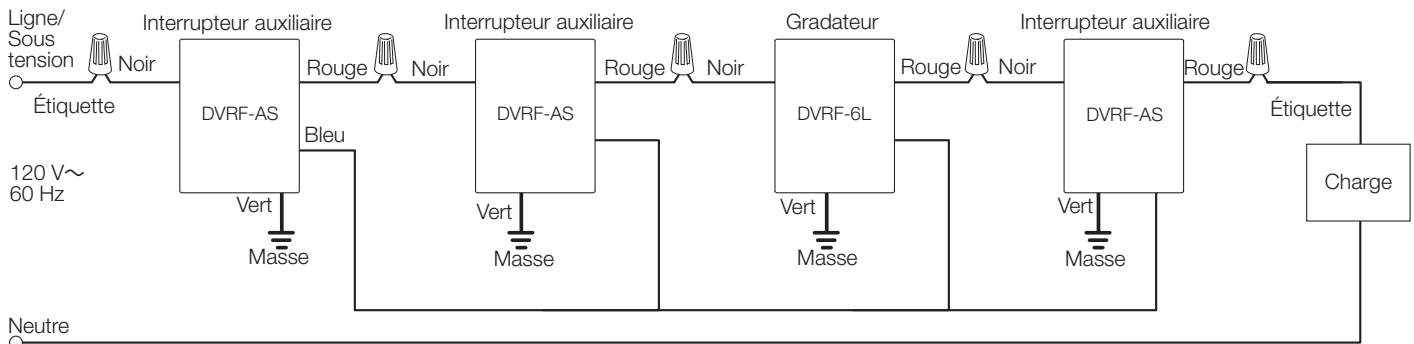 Ligne/
Sous
tension
Interrupteur auxiliaire
Interrupteur auxiliaire
Gradateur
Interrupteur auxiliaire
Noir
Rouge
Noir
Rouge
Noir
Rouge
Noir
Rouge
Étiquette
DVRF-AS
DVRF-AS
DVRF-6L
DVRF-AS
Étiquette
Bleu
120 V~
60 Hz
Charge
Vert
Vert
Vert
Vert
Masse
Masse
Masse
Masse
Neutre